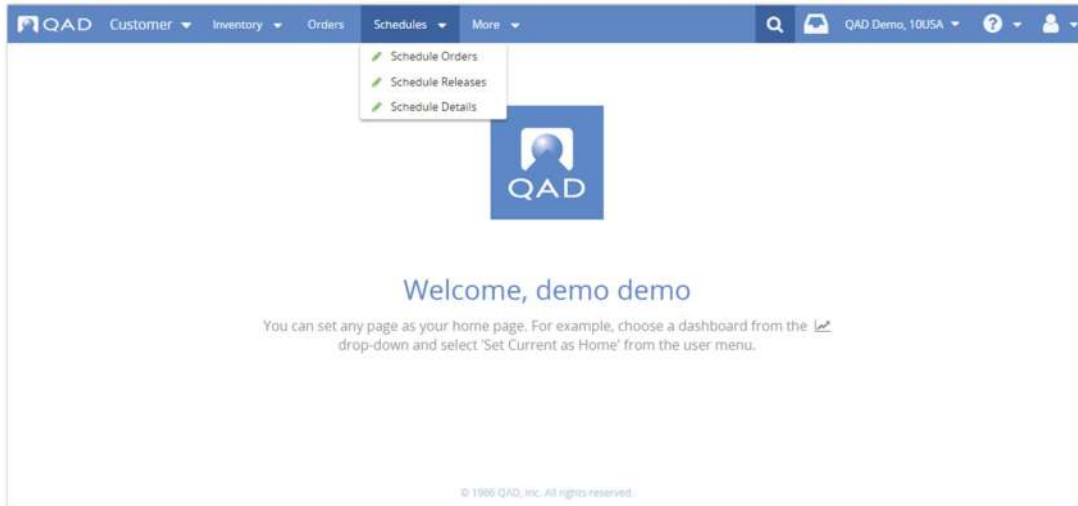 QAD Customer Inventory Orders Schedules More QAD Demo, 10USA ?
Schedule Orders
Schedule Releases
Schedule Details
QAD
Welcome, demo demo
You can set any page as your home page. For example, choose a dashboard from the
drop-down and select 'Set Current as Home' from the user menu.
© 1986 QAD, Inc. All rights reserved.